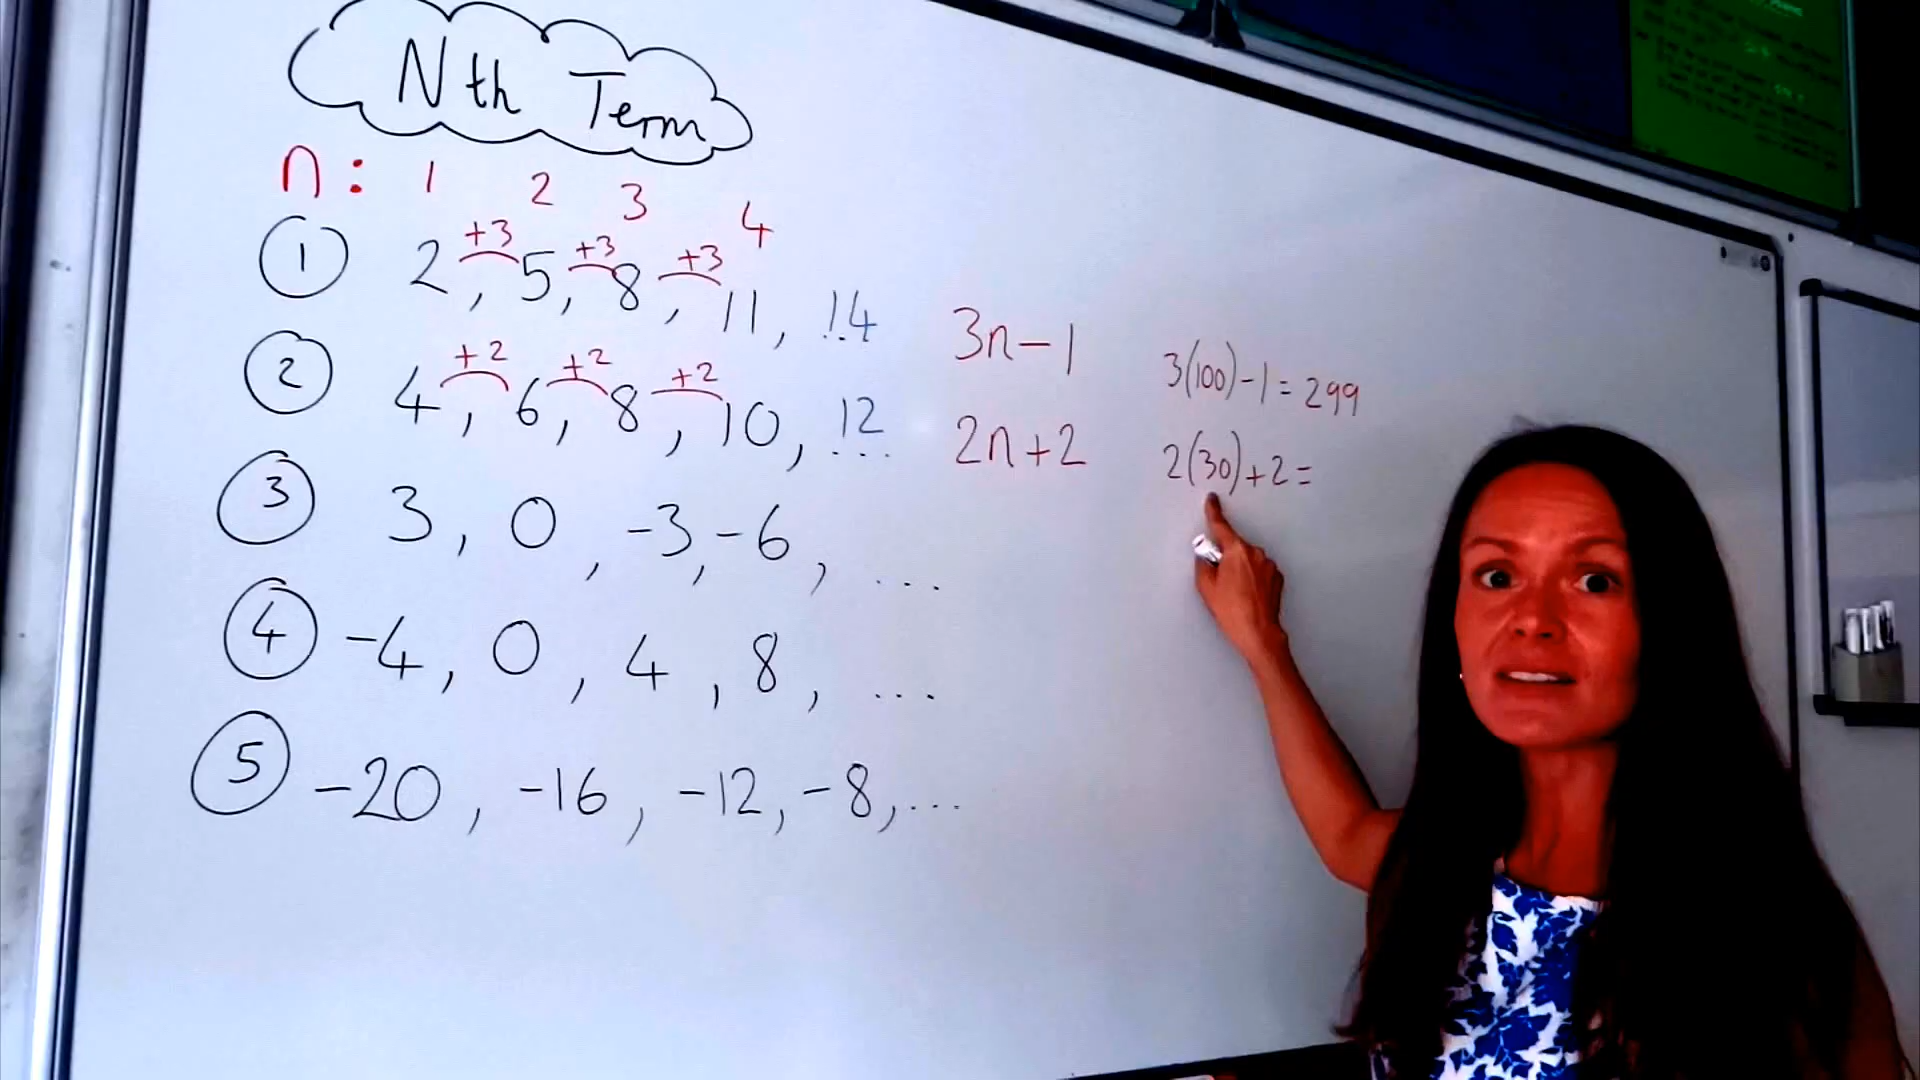 Nth Term
n: 1 2 3 4
+3 +3 +3
① 2, 5, 8, 11, 14 3n-1 3(100)-1=299
+2 +2 +2
② 4, 6, 8, 10, 12 ... 2n+2 2(30)+2=
③ 3, 0, -3, -6, ...
④ -4, 0, 4, 8, ...
⑤ -20, -16, -12, -8, ...